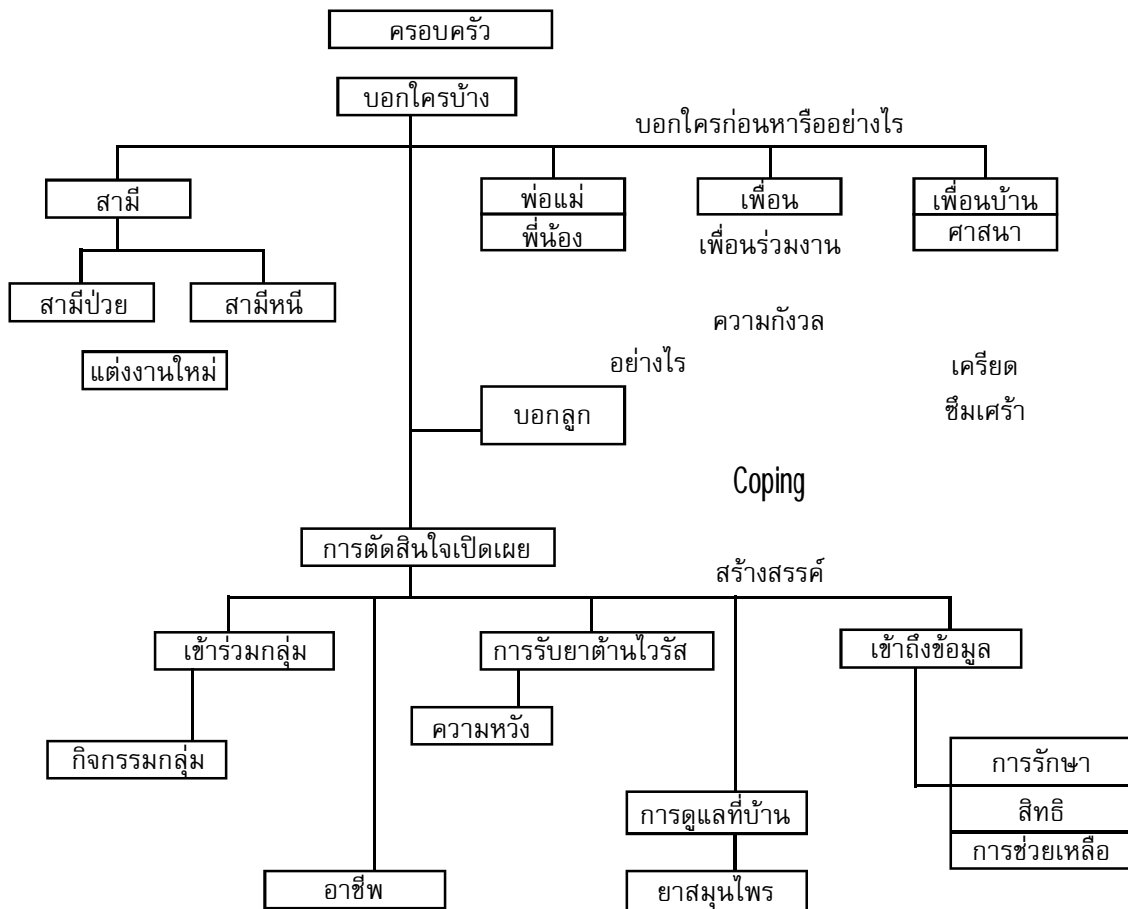 ครอบครัว
บอกใครบ้าง
บอกใครก่อนหารืออย่างไร
สามี
พ่อแม่
เพื่อน
เพื่อนบ้าน
พี่น้อง
เพื่อนร่วมงาน
ศาสนา
สามีป่วย
สามีหนี
ความกังวล
แต่งงานใหม่
อย่างไร
เครียด
บอกลูก
ซึมเศร้า
Coping
การตัดสินใจเปิดเผย
สร้างสรรค์
เข้าร่วมกลุ่ม
การรับยาต้านไวรัส
เข้าถึงข้อมูล
ความหวัง
กิจกรรมกลุ่ม
การรักษา
การดูแลที่บ้าน
สิทธิ
การช่วยเหลือ
อาชีพ
ยาสมุนไพร